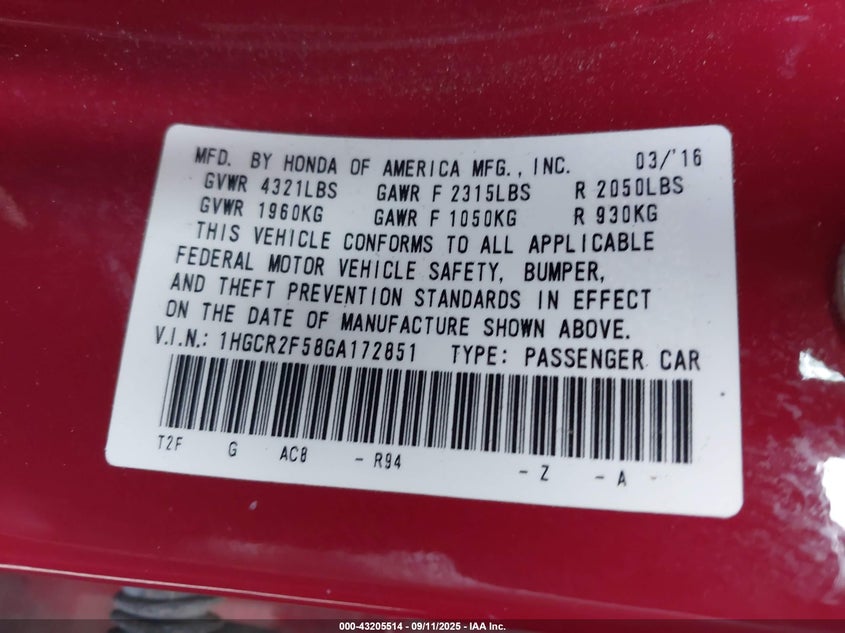 MFD. BY HONDA OF AMERICA MFG., INC. 03/'16
GVWR 4321LBS GAWR F 2315LBS R 2050LBS
GVWR 1960KG GAWR F 1050KG R 930KG
THIS VEHICLE CONFORMS TO ALL APPLICABLE
FEDERAL MOTOR VEHICLE SAFETY, BUMPER,
AND THEFT PREVENTION STANDARDS IN EFFECT
ON THE DATE OF MANUFACTURE SHOWN ABOVE.
V.I.N.: 1HGCR2F58GA172851 TYPE: PASSENGER CAR
T2F G AC8 - R94 - Z - A -
000-43205514 - 09/11/2025 - IAA Inc.